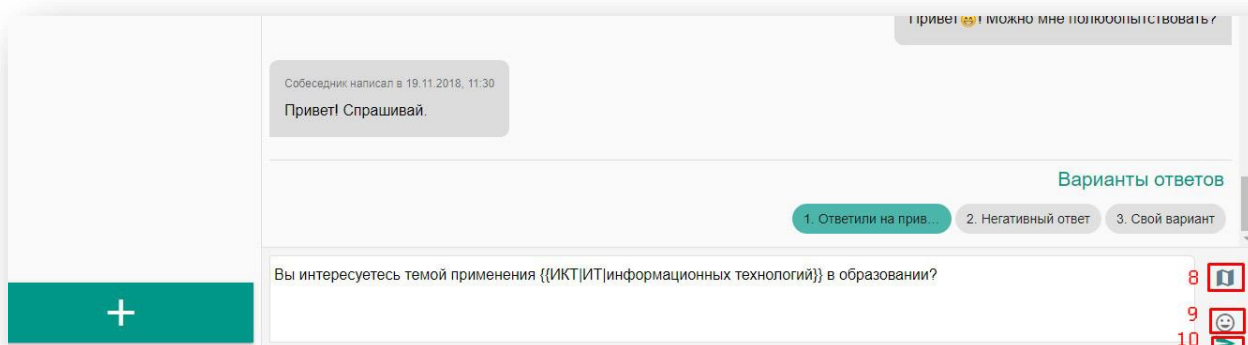 Привет😁! Можно мне полюбопытствовать?
Собеседник написал в 19.11.2018, 11:30
Привет! Спрашивай.
Варианты ответов
1. Ответили на прив...
2. Негативный ответ
3. Свой вариант
Вы интересуетесь темой применения {{ИКТ|ИТ|информационных технологий}} в образовании?
8
9
10
+